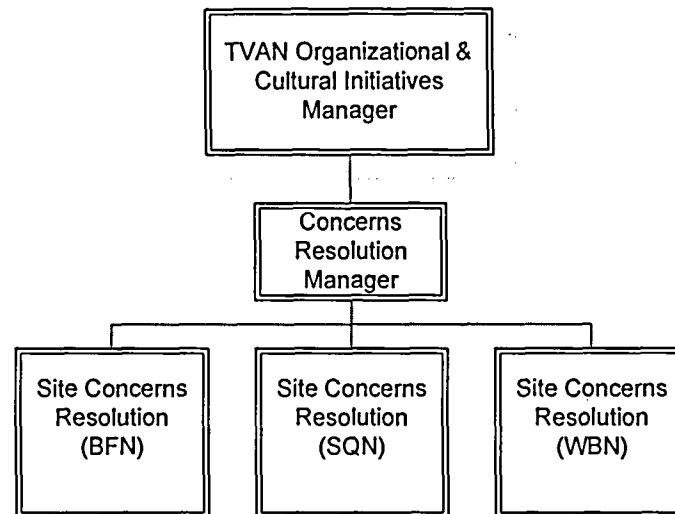 TVAN Organizational &
Cultural Initiatives
Manager
Concerns
Resolution
Manager
Site Concerns
Resolution
(BFN)
Site Concerns
Resolution
(SQN)
Site Concerns
Resolution
(WBN)